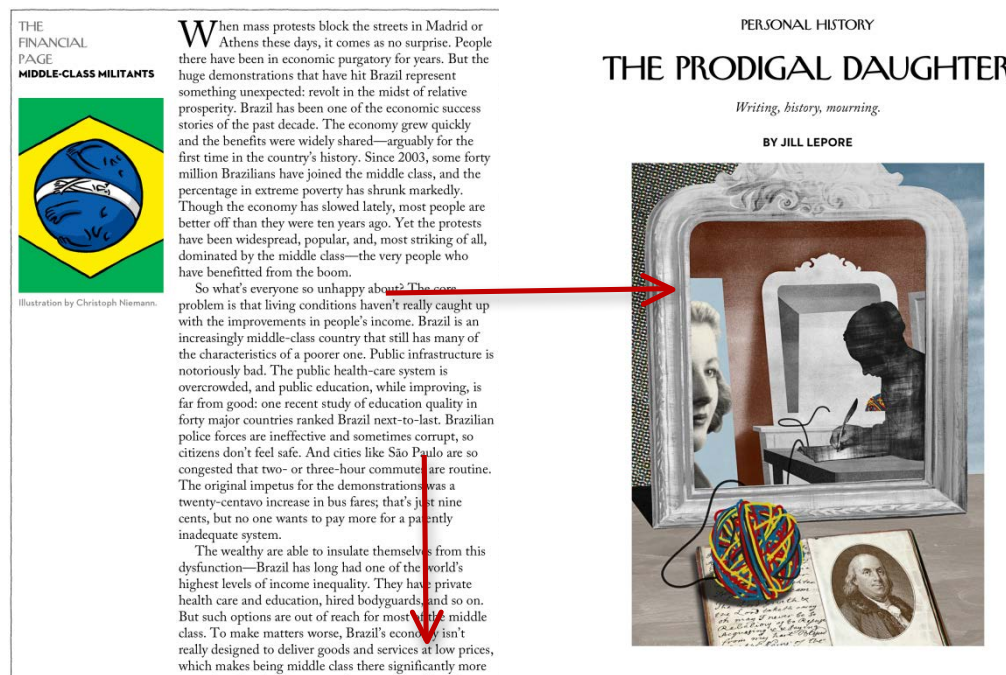 THE
FINANCIAL
PAGE
MIDDLE-CLASS MILITANTS
Illustration by Christoph Niemann.
When mass protests block the streets in Madrid or
Athens these days, it comes as no surprise. People
there have been in economic purgatory for years. But the
huge demonstrations that have hit Brazil represent
something unexpected: revolt in the midst of relative
prosperity. Brazil has been one of the economic success
stories of the past decade. The economy grew quickly
and the benefits were widely shared—arguably for the
first time in the country's history. Since 2003, some forty
million Brazilians have joined the middle class, and the
percentage in extreme poverty has shrunk markedly.
Though the economy has slowed lately, most people are
better off than they were ten years ago. Yet the protests
have been widespread, popular, and, most striking of all,
dominated by the middle class—the very people who
have benefitted from the boom.
So what's everyone so unhappy about? The core
problem is that living conditions haven't really caught up
with the improvements in people's income. Brazil is an
increasingly middle-class country that still has many of
the characteristics of a poorer one. Public infrastructure is
notoriously bad. The public health-care system is
overcrowded, and public education, while improving, is
far from good: one recent study of education quality in
forty major countries ranked Brazil next-to-last. Brazilian
police forces are ineffective and sometimes corrupt, so
citizens don't feel safe. And cities like São Paulo are so
congested that two- or three-hour commutes are routine.
The original impetus for the demonstrations was a
twenty-centavo increase in bus fares; that's just nine
cents, but no one wants to pay more for a patently
inadequate system.
The wealthy are able to insulate themselves from this
dysfunction—Brazil has long had one of the world's
highest levels of income inequality. They have private
health care and education, hired bodyguards, and so on.
But such options are out of reach for most of the middle
class. To make matters worse, Brazil's economy isn't
really designed to deliver goods and services at low prices,
which makes being middle class there significantly more
PERSONAL HISTORY
THE PRODIGAL DAUGHTER
Writing, history, mourning.
BY JILL LEPORE